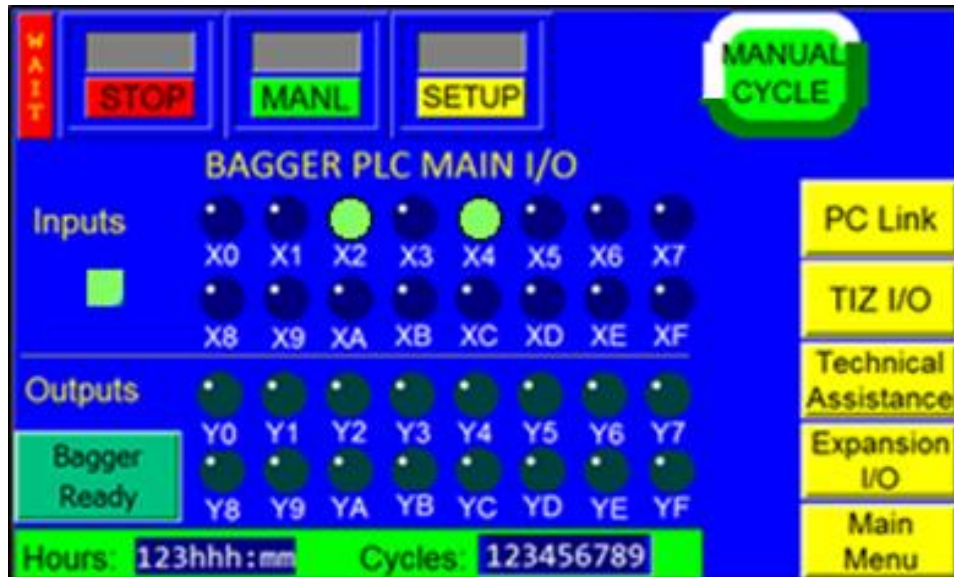 WAIT
STOP MANL SETUP
MANUAL
CYCLE
BAGGER PLC MAIN I/O
Inputs
X0 X1 X2 X3 X4 X5 X6 X7
X8 X9 XA XB XC XD XE XF
Outputs
Y0 Y1 Y2 Y3 Y4 Y5 Y6 Y7
Y8 Y9 YA YB YC YD YE YF
Bagger
Ready
Hours: 123hhh:mm Cycles: 123456789
PC Link
TIZ I/O
Technical
Assistance
Expansion
I/O
Main
Menu